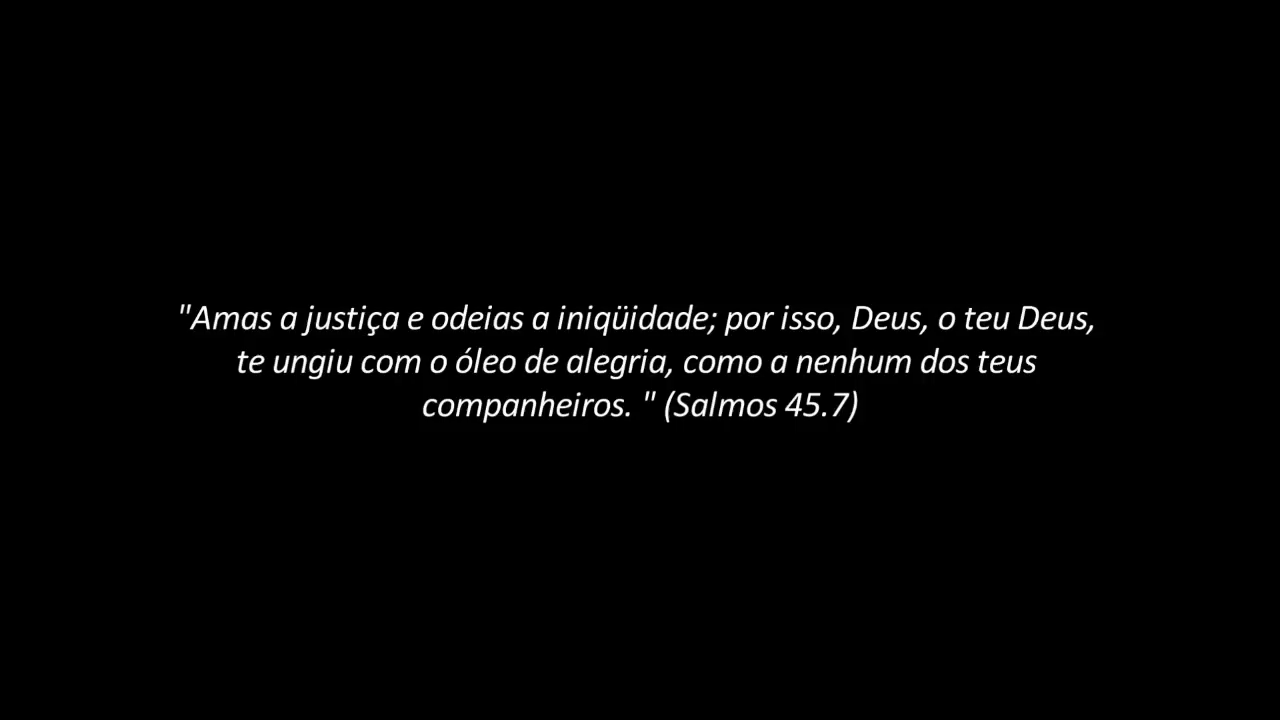 "Amas a justiça e odeias a iniqüidade; por isso, Deus, o teu Deus,
te ungiu com o óleo de alegria, como a nenhum dos teus
companheiros. " (Salmos 45.7)